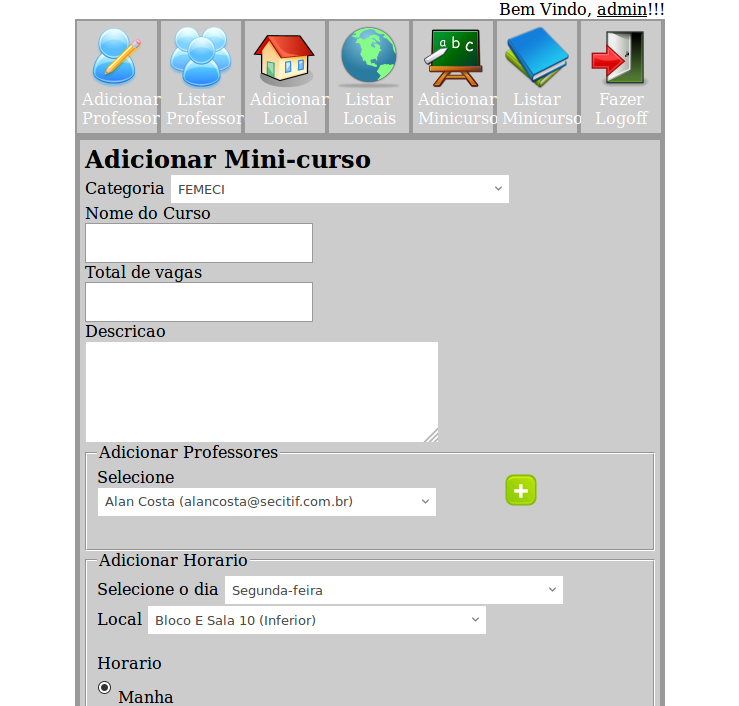 Bem Vindo, admin!!!
Adicionar Professor
Listar Professor
Adicionar Local
Listar Locais
a b c
Adicionar Minicurso
Listar Minicurso
Fazer Logoff
Adicionar Mini-curso
Categoria FEMECI
Nome do Curso
Total de vagas
Descricao
Adicionar Professores
Selecione
Alan Costa (alancosta@secitif.com.br)
Adicionar Horario
Selecione o dia Segunda-feira
Local Bloco E Sala 10 (Inferior)
Horario
Manha